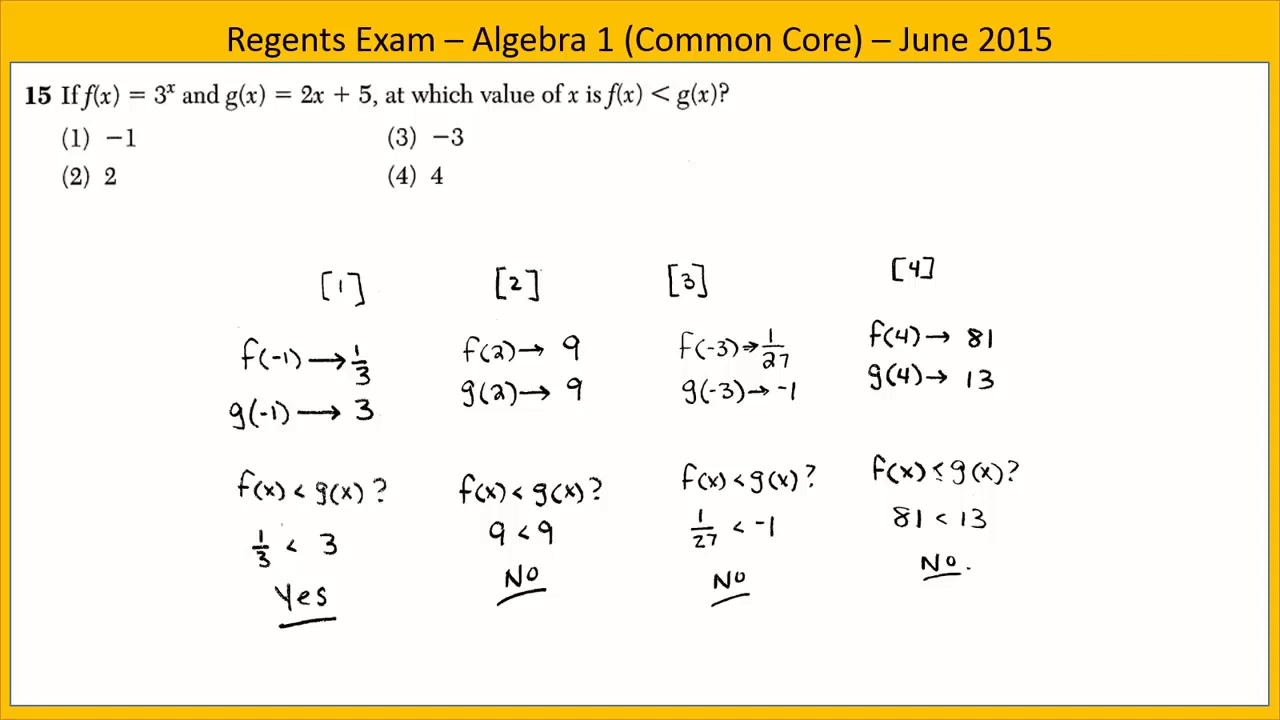 Regents Exam – Algebra 1 (Common Core) – June 2015
15 If f(x) = 3ˣ and g(x) = 2x + 5, at which value of x is f(x) < g(x)?
(1) −1 (3) −3
(2) 2 (4) 4
[1] [2] [3] [4]
f(-1) → 1/3 f(2) → 9 f(-3) → 1/27 f(4) → 81
g(-1) → 3 g(2) → 9 g(-3) → -1 g(4) → 13
f(x) < g(x)? f(x) < g(x)? f(x) < g(x)? f(x) ≤ g(x)?
1/3 < 3 9 < 9 1/27 < -1 81 < 13
Yes No No No.